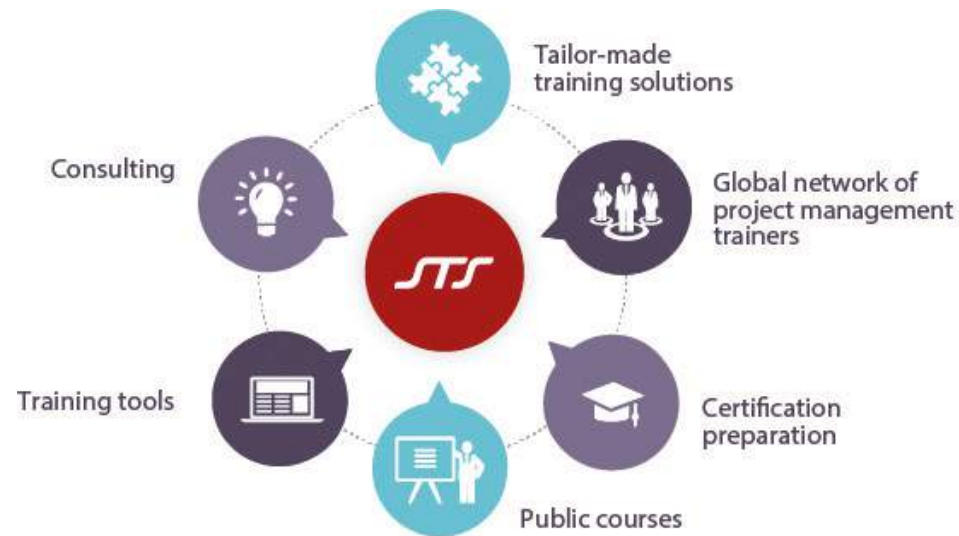 Tailor-made
training solutions
Consulting
Global network of
project management
trainers
STS
Training tools
Certification
preparation
Public courses